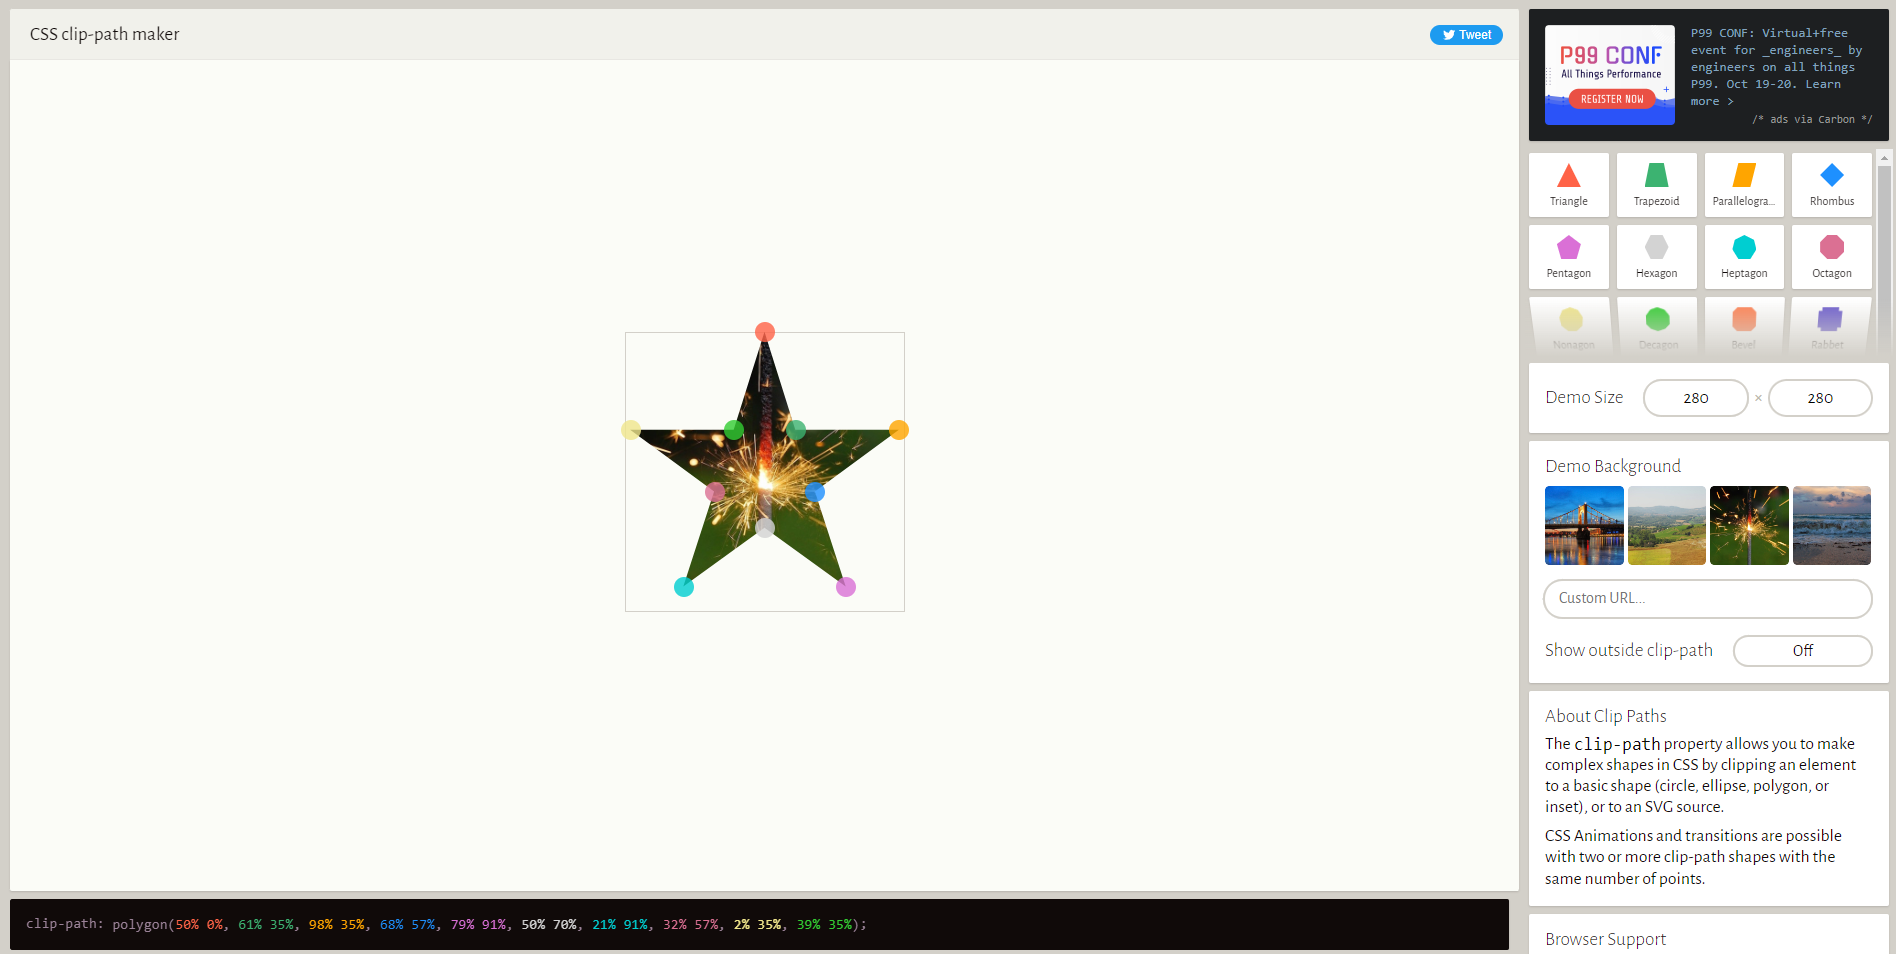 CSS clip-path maker
Tweet
P99 CONF
All Things Performance
REGISTER NOW
P99 CONF: Virtual+free
event for _engineers_ by
engineers on all things
P99. Oct 19-20. Learn
more >
/* ads via Carbon */
Triangle
Trapezoid
Parallelogra...
Rhombus
Pentagon
Hexagon
Heptagon
Octagon
Nonagon
Decagon
Bevel
Rabbet
Demo Size
280
×
280
Demo Background
Custom URL...
Show outside clip-path
Off
About Clip Paths
The clip-path property allows you to make
complex shapes in CSS by clipping an element
to a basic shape (circle, ellipse, polygon, or
inset), or to an SVG source.
CSS Animations and transitions are possible
with two or more clip-path shapes with the
same number of points.
Browser Support
clip-path: polygon(50% 0%, 61% 35%, 98% 35%, 68% 57%, 79% 91%, 50% 70%, 21% 91%, 32% 57%, 2% 35%, 39% 35%);